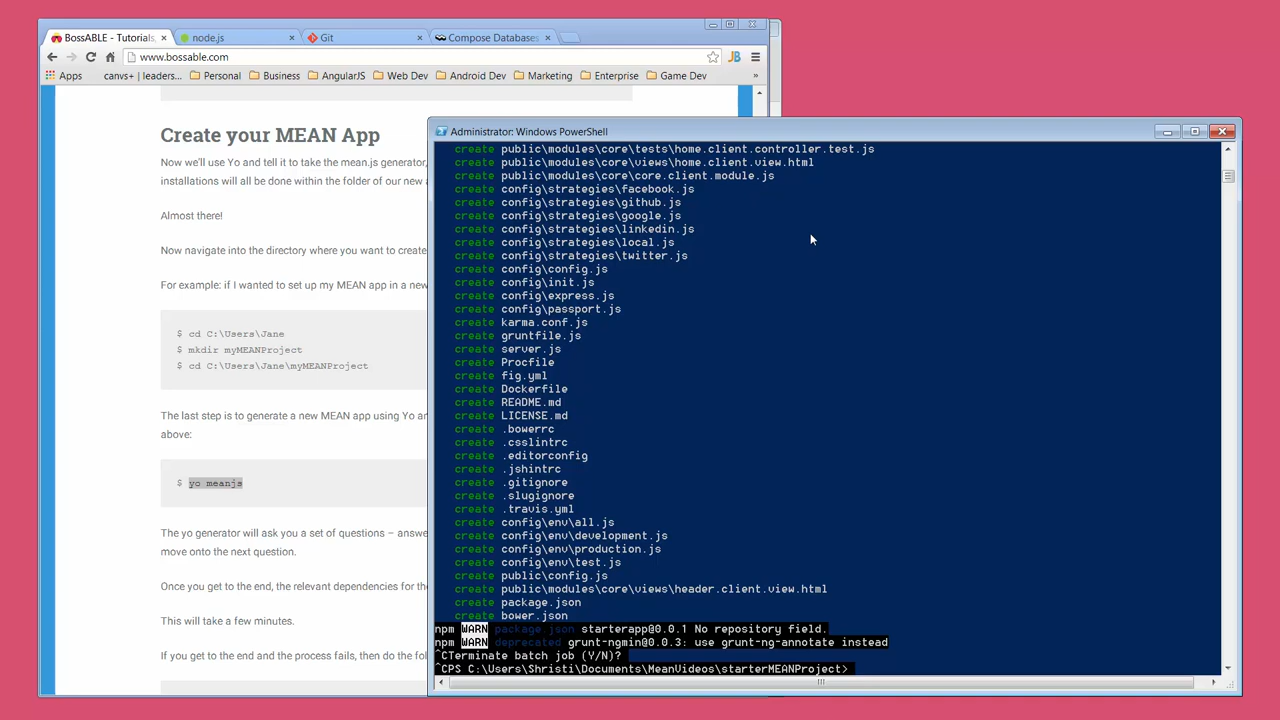 BossABLE - Tutorials,
node.js
Git
Compose Databases
www.bossable.com
Apps
canvs+ | leaders...
Personal
Business
AngularJS
Web Dev
Android Dev
Marketing
Enterprise
Game Dev
»
Create your MEAN App
Now we'll use Yo and tell it to take the mean.js generator,
installations will all be done within the folder of our new a
Almost there!
Now navigate into the directory where you want to create
For example: if I wanted to set up my MEAN app in a new
$ cd C:\Users\Jane
$ mkdir myMEANProject
$ cd C:\Users\Jane\myMEANProject
The last step is to generate a new MEAN app using Yo an
above:
$ yo meanjs
The yo generator will ask you a set of questions – answe
move onto the next question.
Once you get to the end, the relevant dependencies for the
This will take a few minutes.
If you get to the end and the process fails, then do the fol
Administrator: Windows PowerShell
create public\modules\core\tests\home.client.controller.test.js
create public\modules\core\views\home.client.view.html
create public\modules\core\core.client.module.js
create config\strategies\facebook.js
create config\strategies\github.js
create config\strategies\google.js
create config\strategies\linkedin.js
create config\strategies\local.js
create config\strategies\twitter.js
create config\config.js
create config\init.js
create config\express.js
create config\passport.js
create karma.conf.js
create gruntfile.js
create server.js
create Procfile
create fig.yml
create Dockerfile
create README.md
create LICENSE.md
create .bowerrc
create .csslintrc
create .editorconfig
create .jshintrc
create .gitignore
create .slugignore
create .travis.yml
create config\env\all.js
create config\env\development.js
create config\env\production.js
create config\env\test.js
create public\config.js
create public\modules\core\views\header.client.view.html
create package.json
create bower.json
npm WARN package.json starterapp@0.0.1 No repository field.
npm WARN deprecated grunt-ngmin@0.0.3: use grunt-ng-annotate instead
^CTerminate batch job (Y/N)?
^CPS C:\Users\Shristi\Documents\MeanVideos\starterMEANProject>